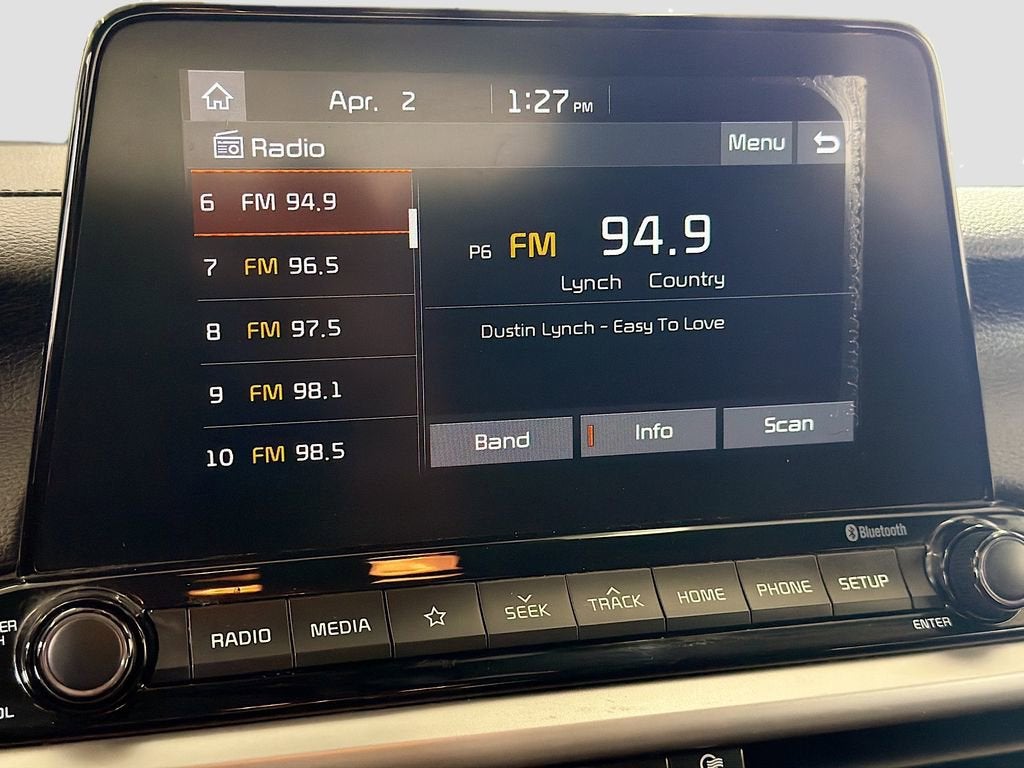 Apr. 2 1:27 PM
Radio Menu
6 FM 94.9
7 FM 96.5
8 FM 97.5
9 FM 98.1
10 FM 98.5
P6 FM 94.9
Lynch Country
Dustin Lynch - Easy To Love
Band Info Scan
Bluetooth
RADIO MEDIA SEEK TRACK HOME PHONE SETUP
ENTER